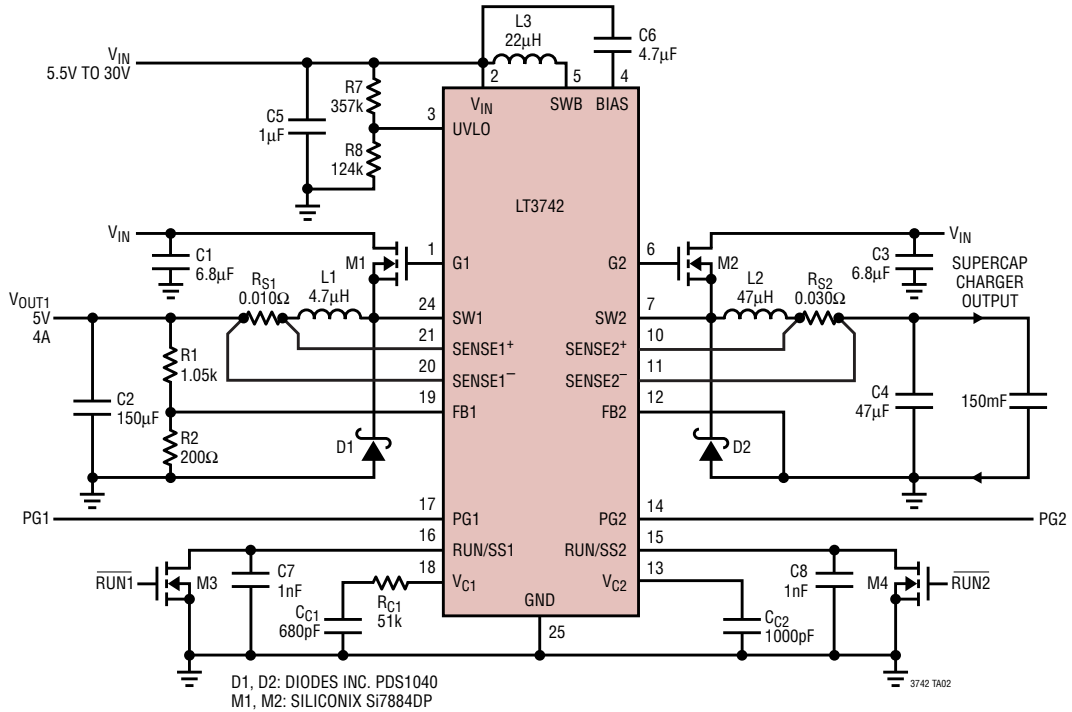 L3
22µH
C6
4.7µF
VIN
5.5V TO 30V
2
5
4
R7
357k
VIN
SWB
BIAS
3
UVLO
C5
1µF
R8
124k
LT3742
VIN
C1
6.8µF
M1
1
G1
G2
6
M2
C3
6.8µF
VIN
SUPERCAP
CHARGER
OUTPUT
VOUT1
5V
4A
RS1
0.010Ω
L1
4.7µH
24
SW1
SW2
7
L2
47µH
RS2
0.030Ω
21
SENSE1+
SENSE2+
10
20
SENSE1–
SENSE2–
11
R1
1.05k
19
FB1
FB2
12
C2
150µF
R2
200Ω
D1
D2
C4
47µF
150mF
PG1
17
PG1
PG2
14
PG2
16
RUN/SS1
RUN/SS2
15
R̅U̅N̅1̅
M3
C7
1nF
18
VC1
VC2
13
C8
1nF
M4
R̅U̅N̅2̅
RC1
51k
CC1
680pF
GND
25
CC2
1000pF
D1, D2: DIODES INC. PDS1040
M1, M2: SILICONIX Si7884DP
3742 TA02